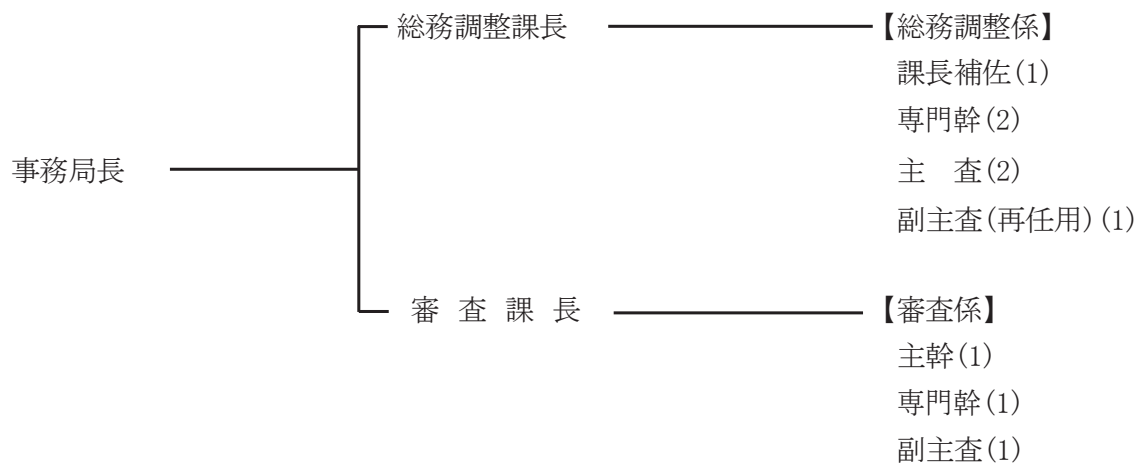 総務調整課長
【総務調整係】
課長補佐(1)
専門幹(2)
事務局長
主　査(2)
副主査(再任用)(1)
審 査 課 長
【審査係】
主幹(1)
専門幹(1)
副主査(1)